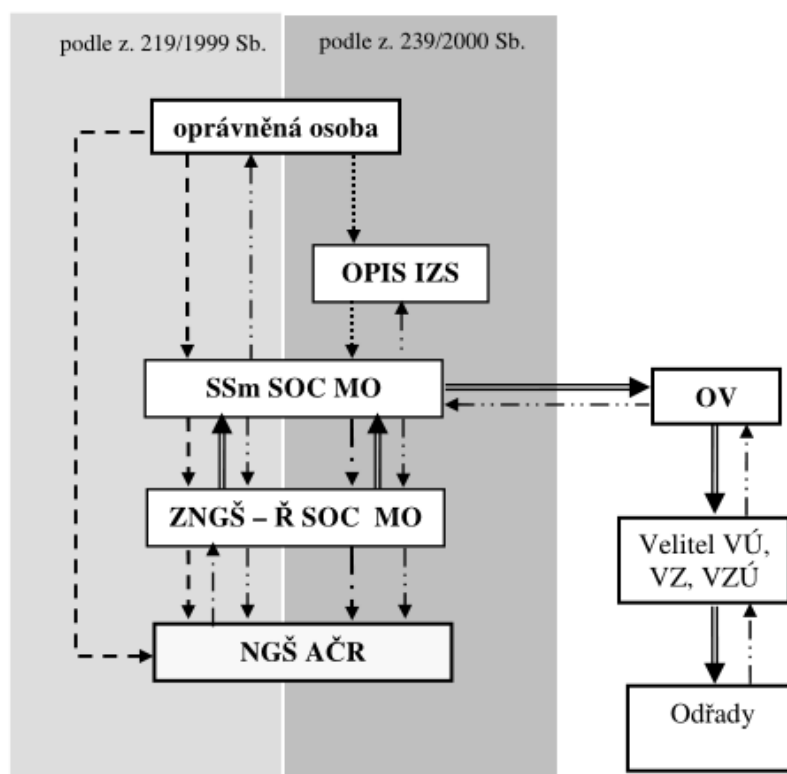 podle z. 219/1999 Sb.
podle z. 239/2000 Sb.
oprávněná osoba
OPIS IZS
SSm SOC MO
OV
ZNGŠ – Ř SOC MO
Velitel VÚ,
VZ, VZÚ
NGŠ AČR
Odřady